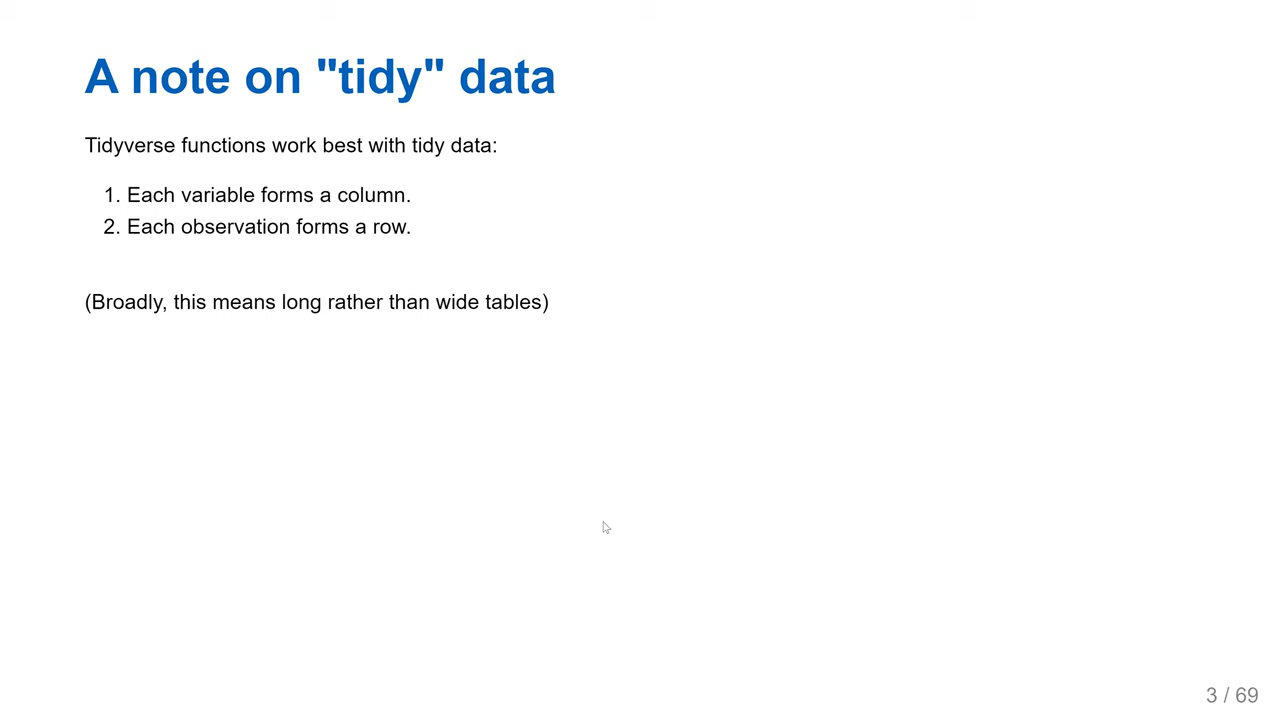 A note on "tidy" data
Tidyverse functions work best with tidy data:
1. Each variable forms a column.
2. Each observation forms a row.
(Broadly, this means long rather than wide tables)
3 / 69